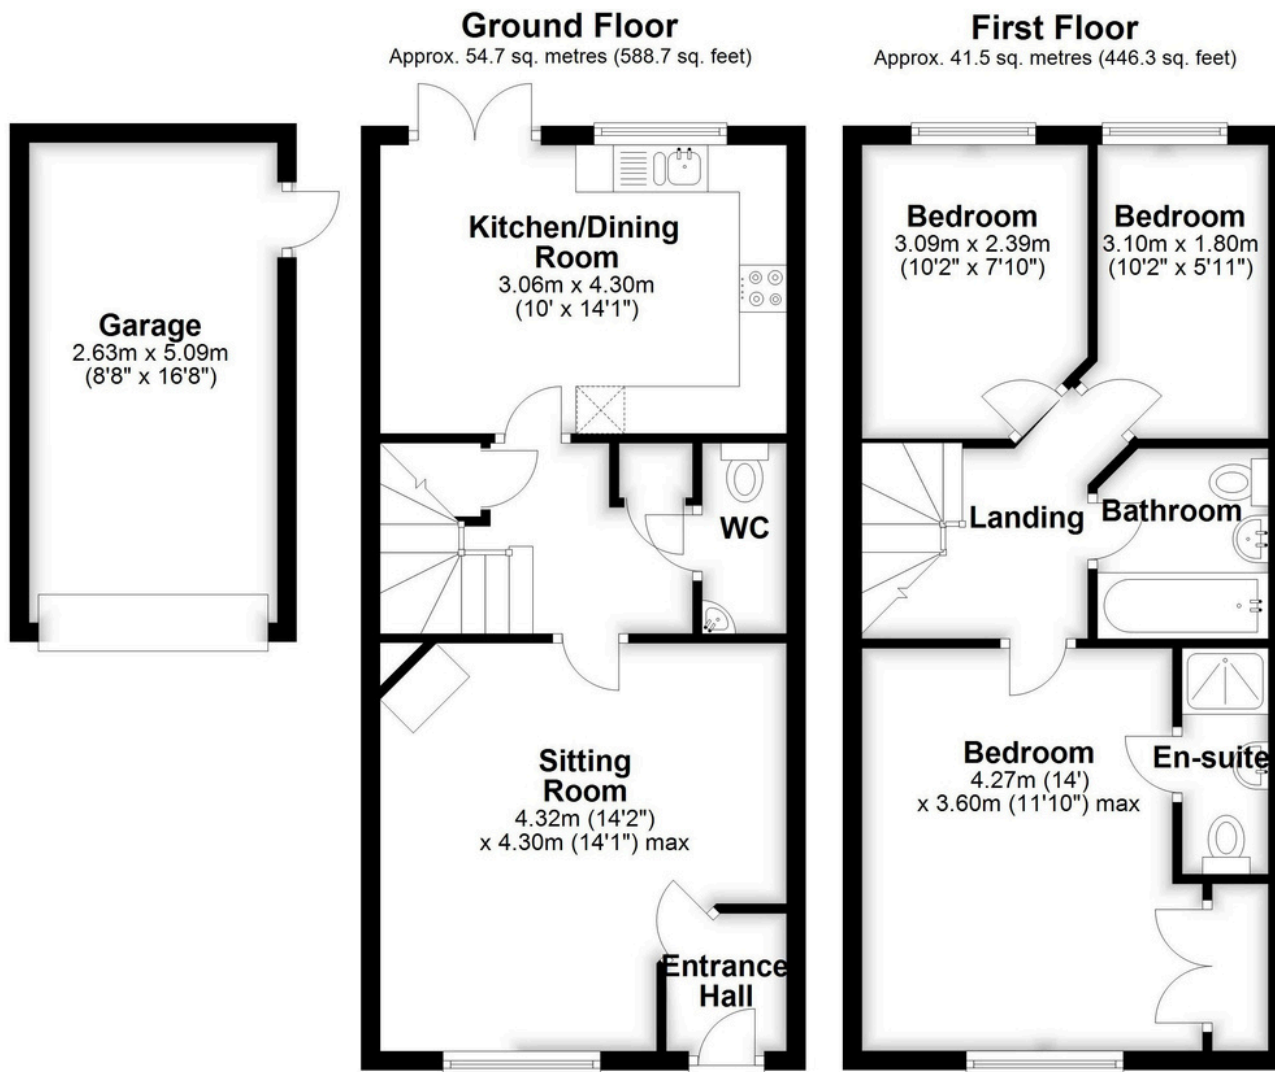 Ground Floor
Approx. 54.7 sq. metres (588.7 sq. feet)
First Floor
Approx. 41.5 sq. metres (446.3 sq. feet)
Garage
2.63m x 5.09m
(8'8" x 16'8")
Kitchen/Dining
Room
3.06m x 4.30m
(10' x 14'1")
WC
Sitting
Room
4.32m (14'2")
x 4.30m (14'1") max
Entrance
Hall
Bedroom
3.09m x 2.39m
(10'2" x 7'10")
Bedroom
3.10m x 1.80m
(10'2" x 5'11")
Landing
Bathroom
Bedroom
4.27m (14')
x 3.60m (11'10") max
En-suite